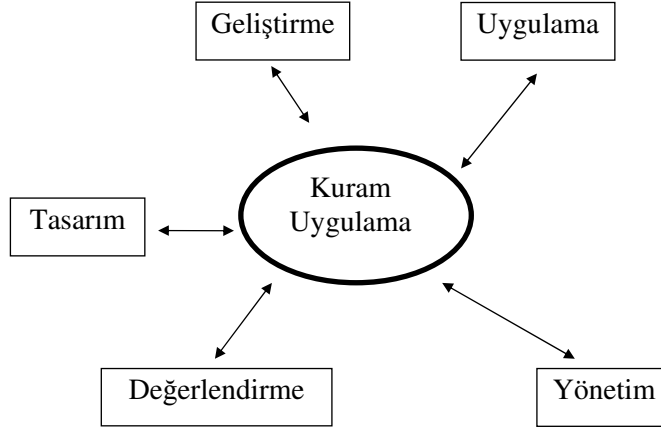 Geliştirme
Uygulama
Kuram
Uygulama
Tasarım
Değerlendirme
Yönetim